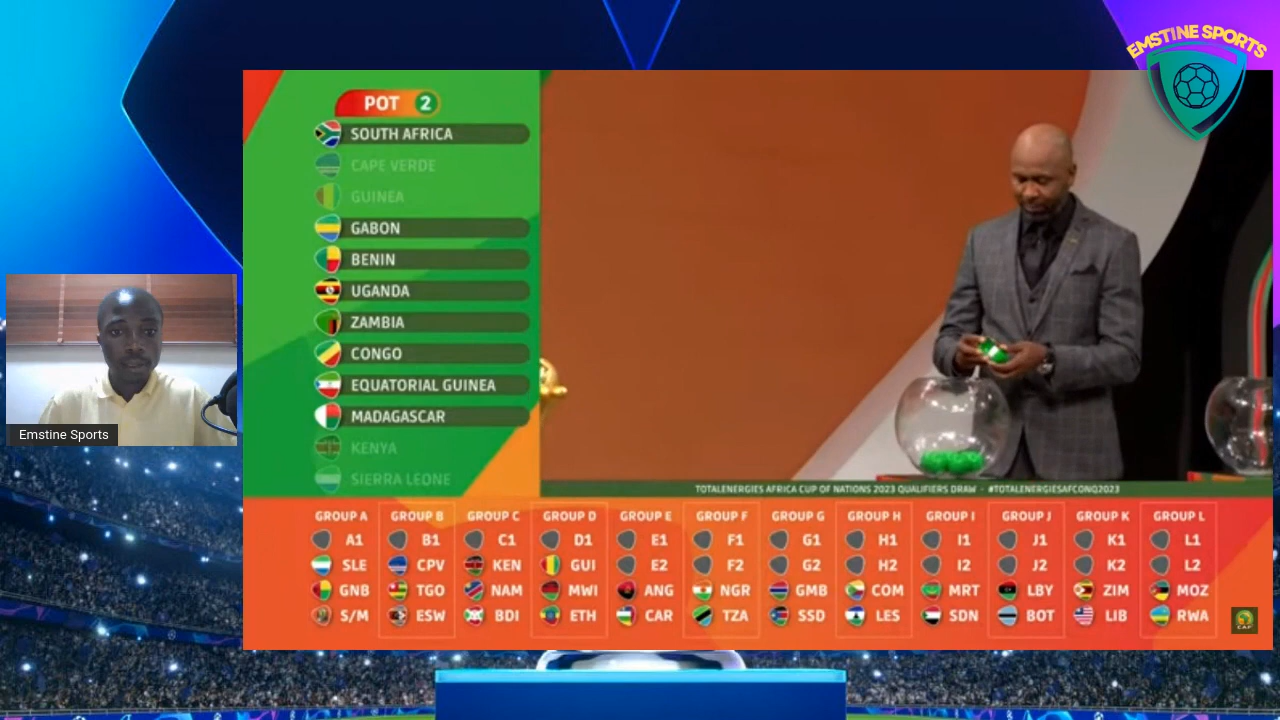 EMSTINE SPORTS
POT 2
SOUTH AFRICA
CAPE VERDE
GUINEA
GABON
BENIN
UGANDA
ZAMBIA
CONGO
EQUATORIAL GUINEA
MADAGASCAR
KENYA
SIERRA LEONE
Emstine Sports
TOTALENERGIES AFRICA CUP OF NATIONS 2023 QUALIFIERS DRAW - #TOTALENERGIESAFCONQ2023
GROUP A GROUP B GROUP C GROUP D GROUP E GROUP F GROUP G GROUP H GROUP I GROUP J GROUP K GROUP L
A1 B1 C1 D1 E1 F1 G1 H1 I1 J1 K1 L1
SLE CPV KEN GUI E2 F2 G2 H2 I2 J2 K2 L2
GNB TGO NAM MWI ANG NGR GMB COM MRT LBY ZIM MOZ
S/M ESW BDI ETH CAR TZA SSD LES SDN BOT LIB RWA
CAF